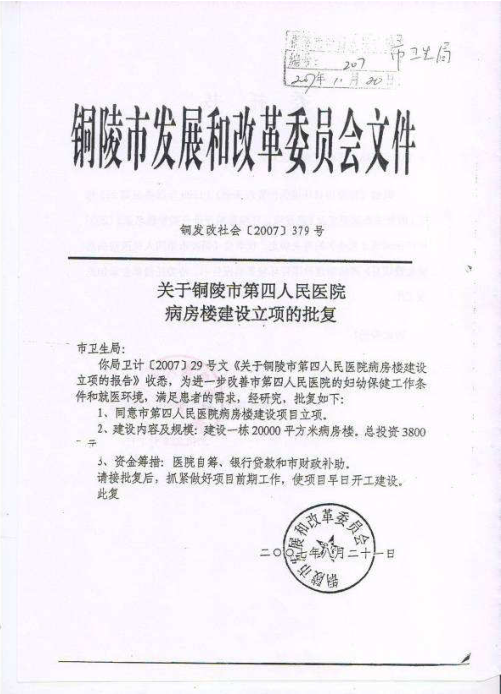 编号: 207
市卫生局
2007年11月20日
铜陵市发展和改革委员会文件
铜发改社会〔2007〕379号
关于铜陵市第四人民医院
病房楼建设立项的批复
市卫生局:
你局卫计〔2007〕29号文《关于铜陵市第四人民医院病房楼建设
立项的报告》收悉,为进一步改善市第四人民医院的妇幼保健工作条
件和就医环境,满足患者的需求,经研究,批复如下:
1、同意市第四人民医院病房楼建设项目立项。
2、建设内容及规模:建设一栋20000平方米病房楼。总投资3800
3、资金筹措:医院自筹、银行贷款和市财政补助。
请接批复后,抓紧做好项目前期工作,使项目早日开工建设。
此复
铜陵市发展和改革委员会
二〇〇七年 月二十一日